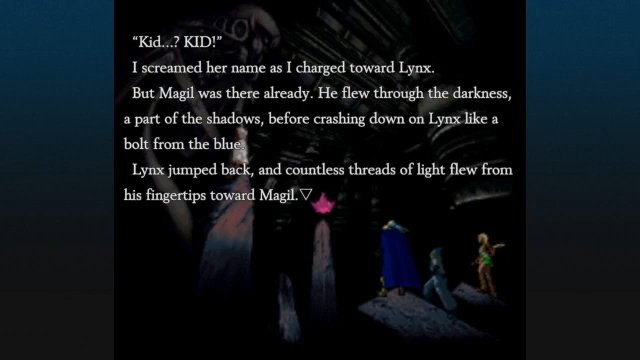 “Kid...? KID!”
I screamed her name as I charged toward Lynx.
But Magil was there already. He flew through the darkness,
a part of the shadows, before crashing down on Lynx like a
bolt from the blue.
Lynx jumped back, and countless threads of light flew from
his fingertips toward Magil.▽